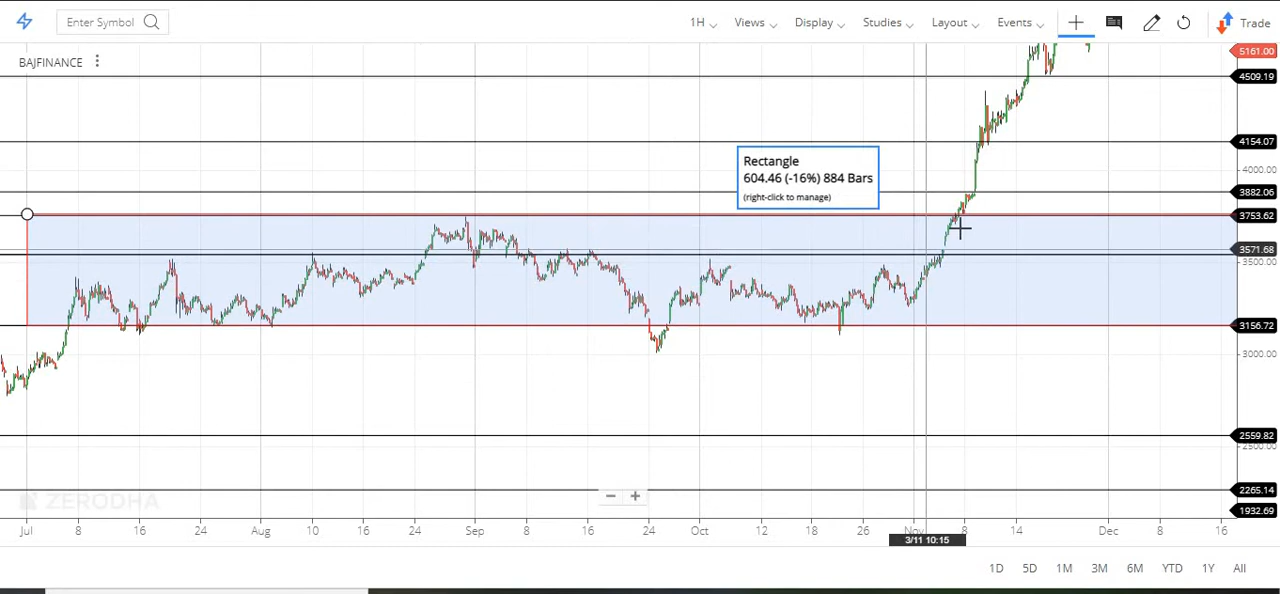 Enter Symbol
1H Views Display Studies Layout Events Trade
BAJFINANCE
5161.00
4509.19
4154.07
4000.00
3882.06
3753.62
3571.68
3500.00
3156.72
3000.00
2559.82
2500.00
2265.14
1932.69
Rectangle
604.46 (-16%) 884 Bars
(right-click to manage)
ZERODHA
Jul 8 16 24 Aug 10 16 24 Sep 8 16 24 Oct 12 18 26 Nov 8 14 Dec 8 16
3/11 10:15
1D 5D 1M 3M 6M YTD 1Y All